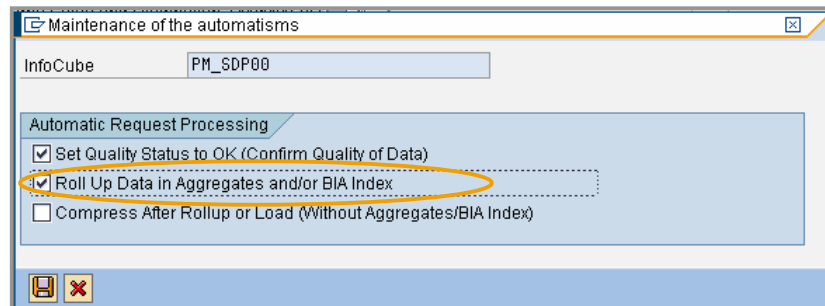 Maintenance of the automatisms
InfoCube PM_SDP00
Automatic Request Processing
Set Quality Status to OK (Confirm Quality of Data)
Roll Up Data in Aggregates and/or BIA Index
Compress After Rollup or Load (Without Aggregates/BIA Index)